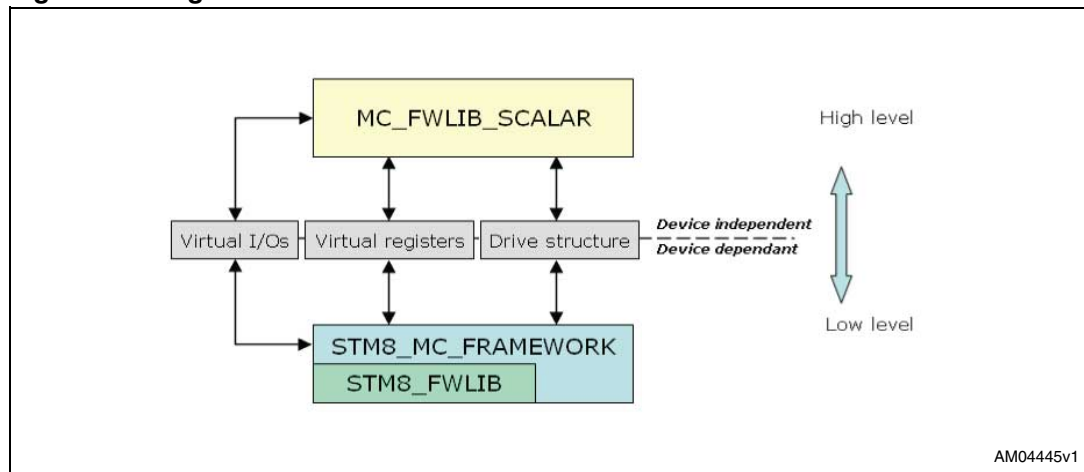 MC_FWLIB_SCALAR
High level
Virtual I/Os
Virtual registers
Drive structure
Device independent
Device dependant
Low level
STM8_MC_FRAMEWORK
STM8_FWLIB
AM04445v1